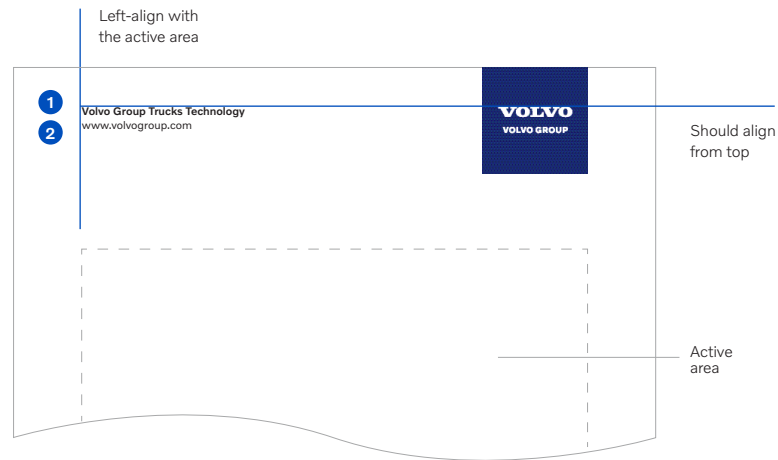 Left-align with
the active area
1
Volvo Group Trucks Technology
2
www.volvogroup.com
VOLVO
VOLVO GROUP
Should align
from top
Active
area